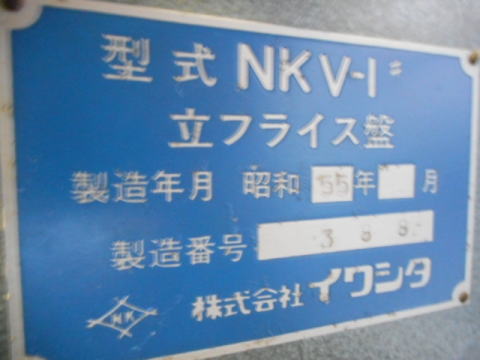 型式 NKV-1#
立フライス盤
製造年月 昭和 55年 月
製造番号 388
NK 株式会社イワシタ